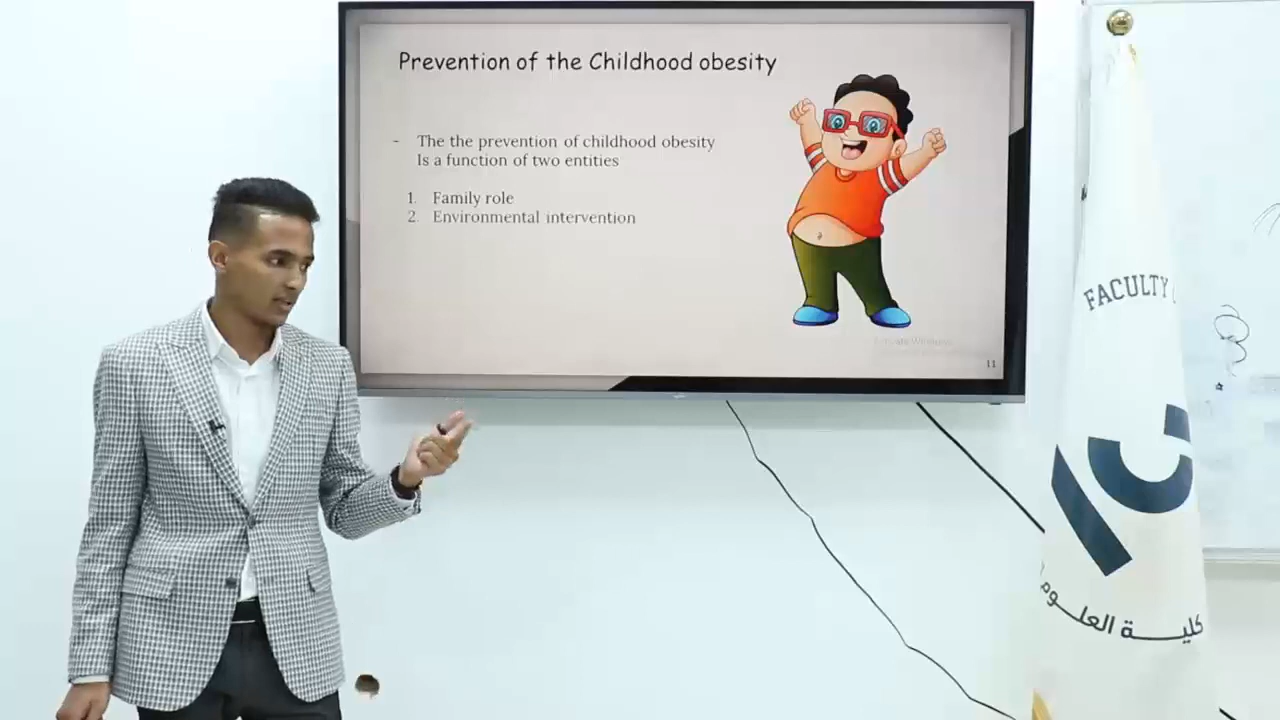 Prevention of the Childhood obesity
- The the prevention of childhood obesity
Is a function of two entities
1. Family role
2. Environmental intervention
11
FACULTY
كلية العلوم